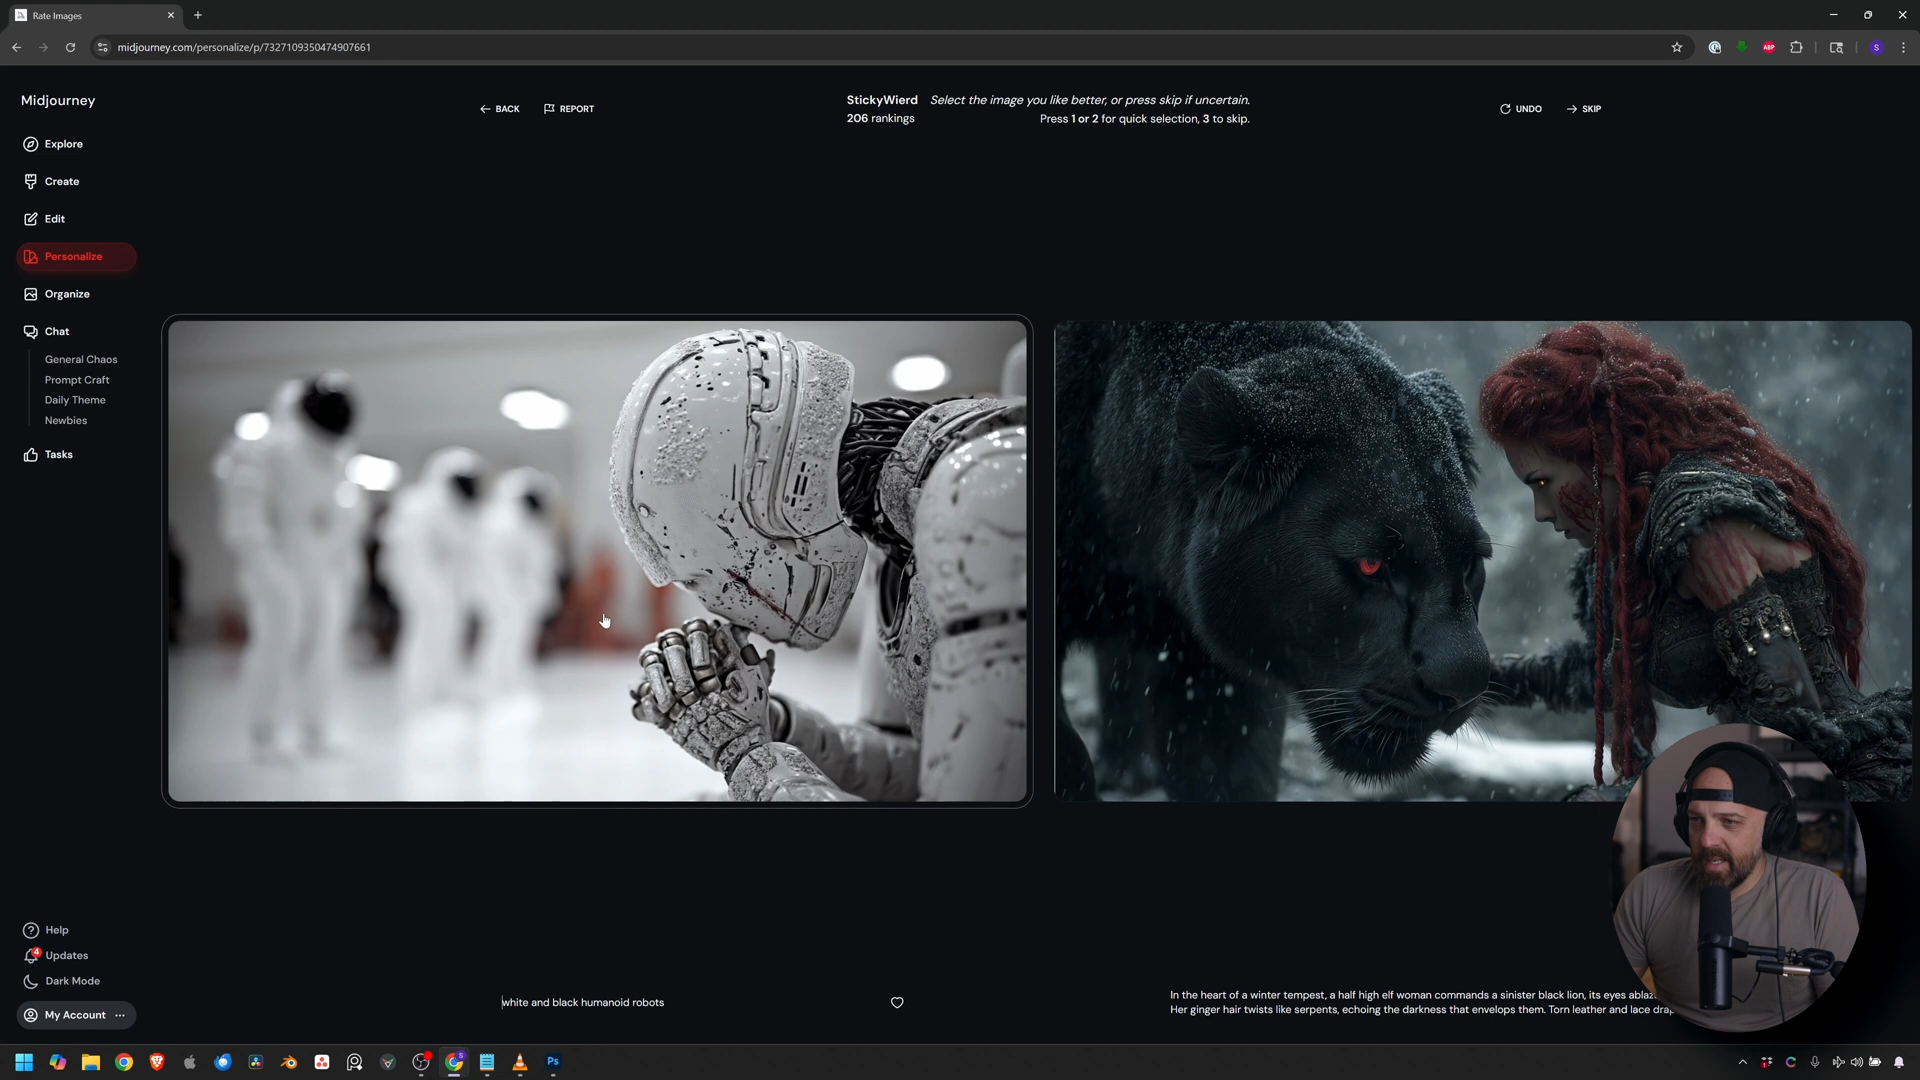 Rate Images
midjourney.com/personalize/p/7327109350474907661
ABP
S
Midjourney
BACK
REPORT
StickyWierd
206 rankings
Select the image you like better, or press skip if uncertain.
Press 1 or 2 for quick selection, 3 to skip.
UNDO
SKIP
Explore
Create
Edit
Personalize
Organize
Chat
General Chaos
Prompt Craft
Daily Theme
Newbies
Tasks
Help
4
Updates
Dark Mode
My Account
white and black humanoid robots
In the heart of a winter tempest, a half high elf woman commands a sinister black lion, its eyes
Her ginger hair twists like serpents, echoing the darkness that envelops them. Torn leather and lace
Ps